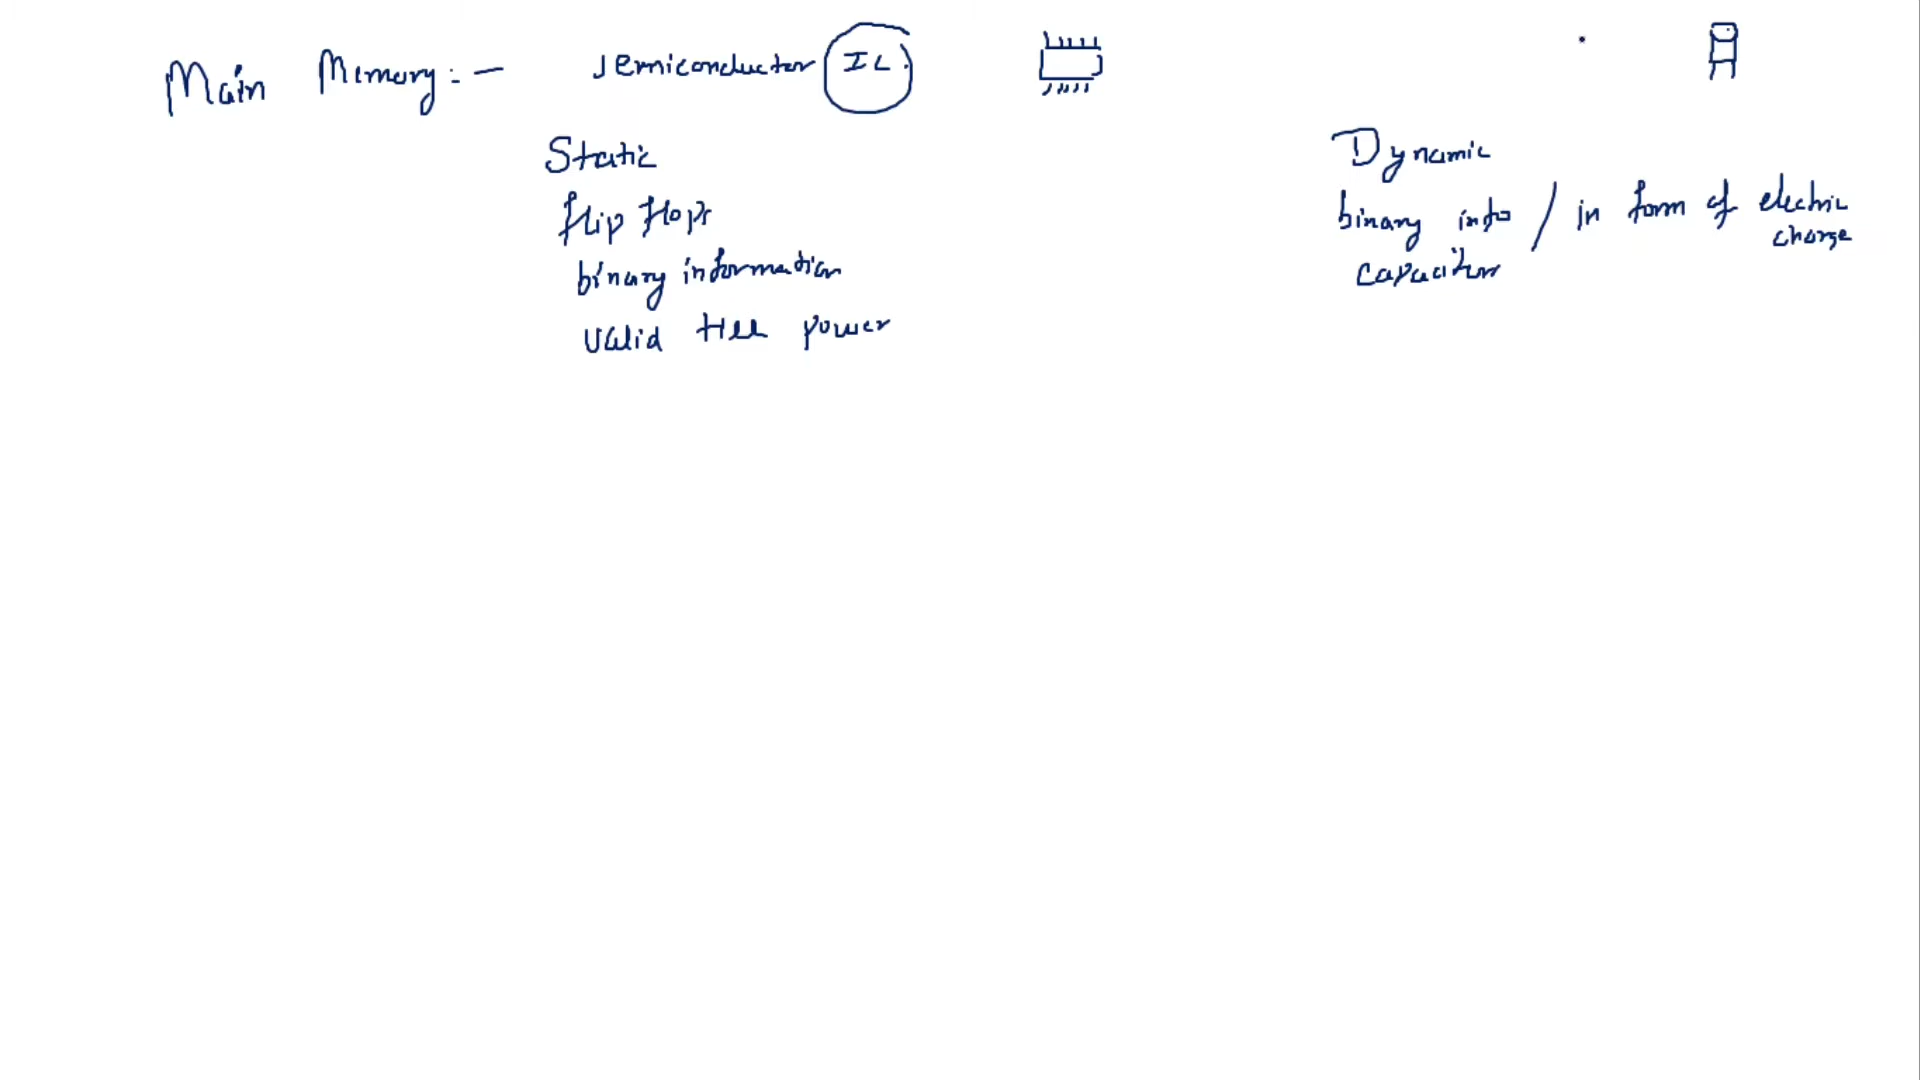 Main Memory : - semiconductor IC
Static
flip flops
binary information
valid till power
Dynamic
binary info / in form of electric
charge
capacitor